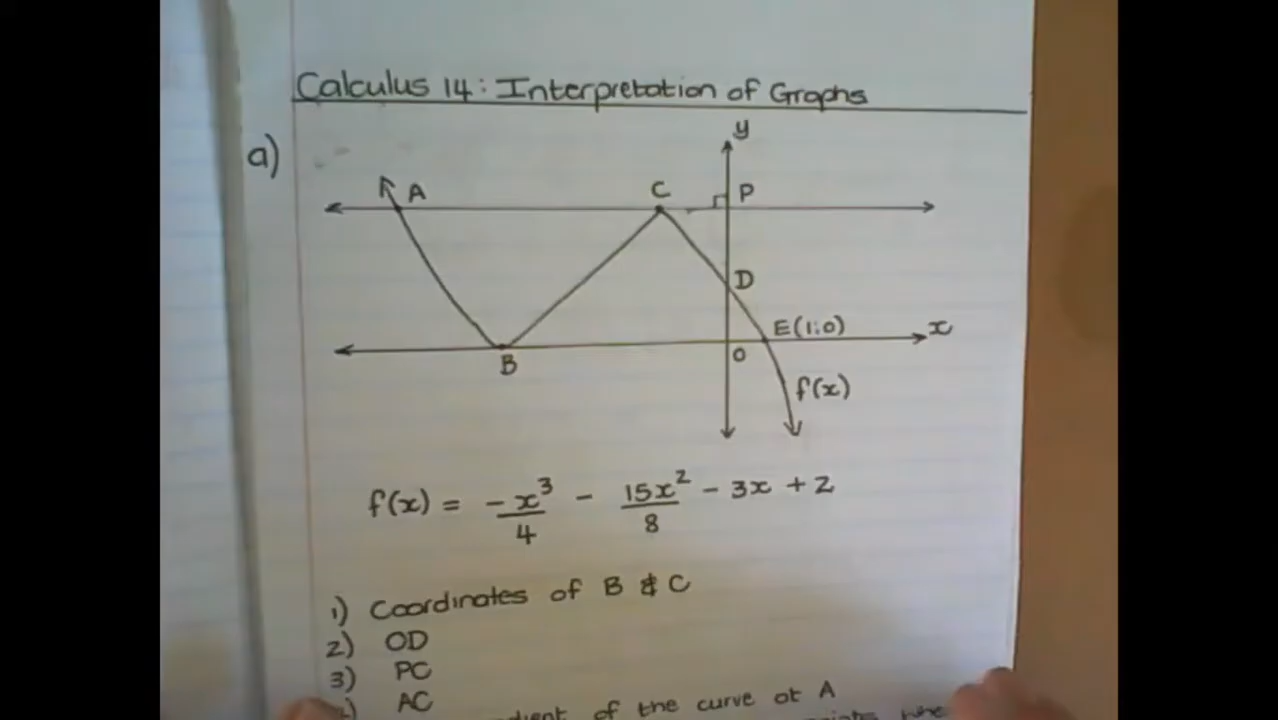 Calculus 14: Interpretation of Graphs
a)
y
A
C
P
D
E(1;0)
x
B
O
f(x)
f(x) = -x³/4 - 15x²/8 - 3x + 2
1) Coordinates of B & C
2) OD
3) PC
AC
of the curve at A